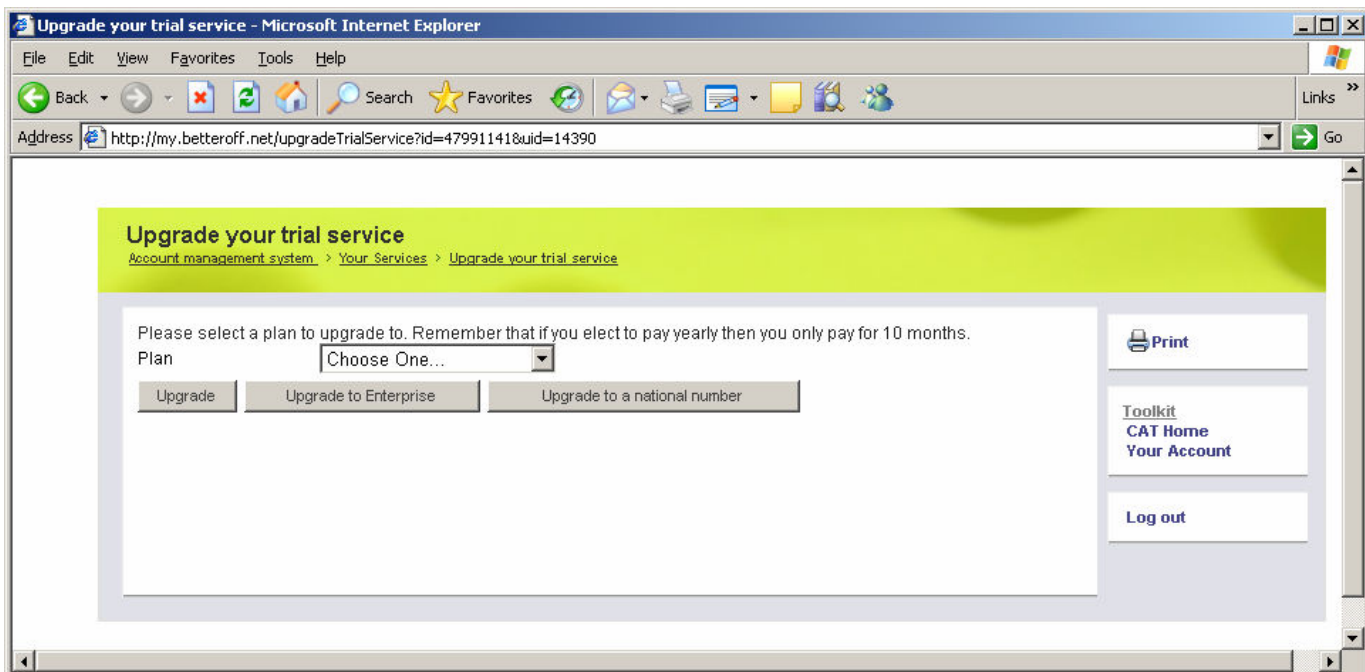 Upgrade your trial service - Microsoft Internet Explorer
File Edit View Favorites Tools Help
Back Search Favorites Links »
Address http://my.betteroff.net/upgradeTrialService?id=47991141&uid=14390 Go
Upgrade your trial service
Account management system > Your Services > Upgrade your trial service
Please select a plan to upgrade to. Remember that if you elect to pay yearly then you only pay for 10 months.
Plan Choose One...
Upgrade Upgrade to Enterprise Upgrade to a national number
Print
Toolkit
CAT Home
Your Account
Log out